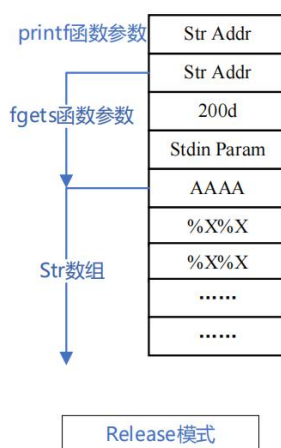 printf函数参数
Str Addr
Str Addr
fgets函数参数
200d
Stdin Param
AAAA
%X%X
Str数组
%X%X
……
……
Release模式